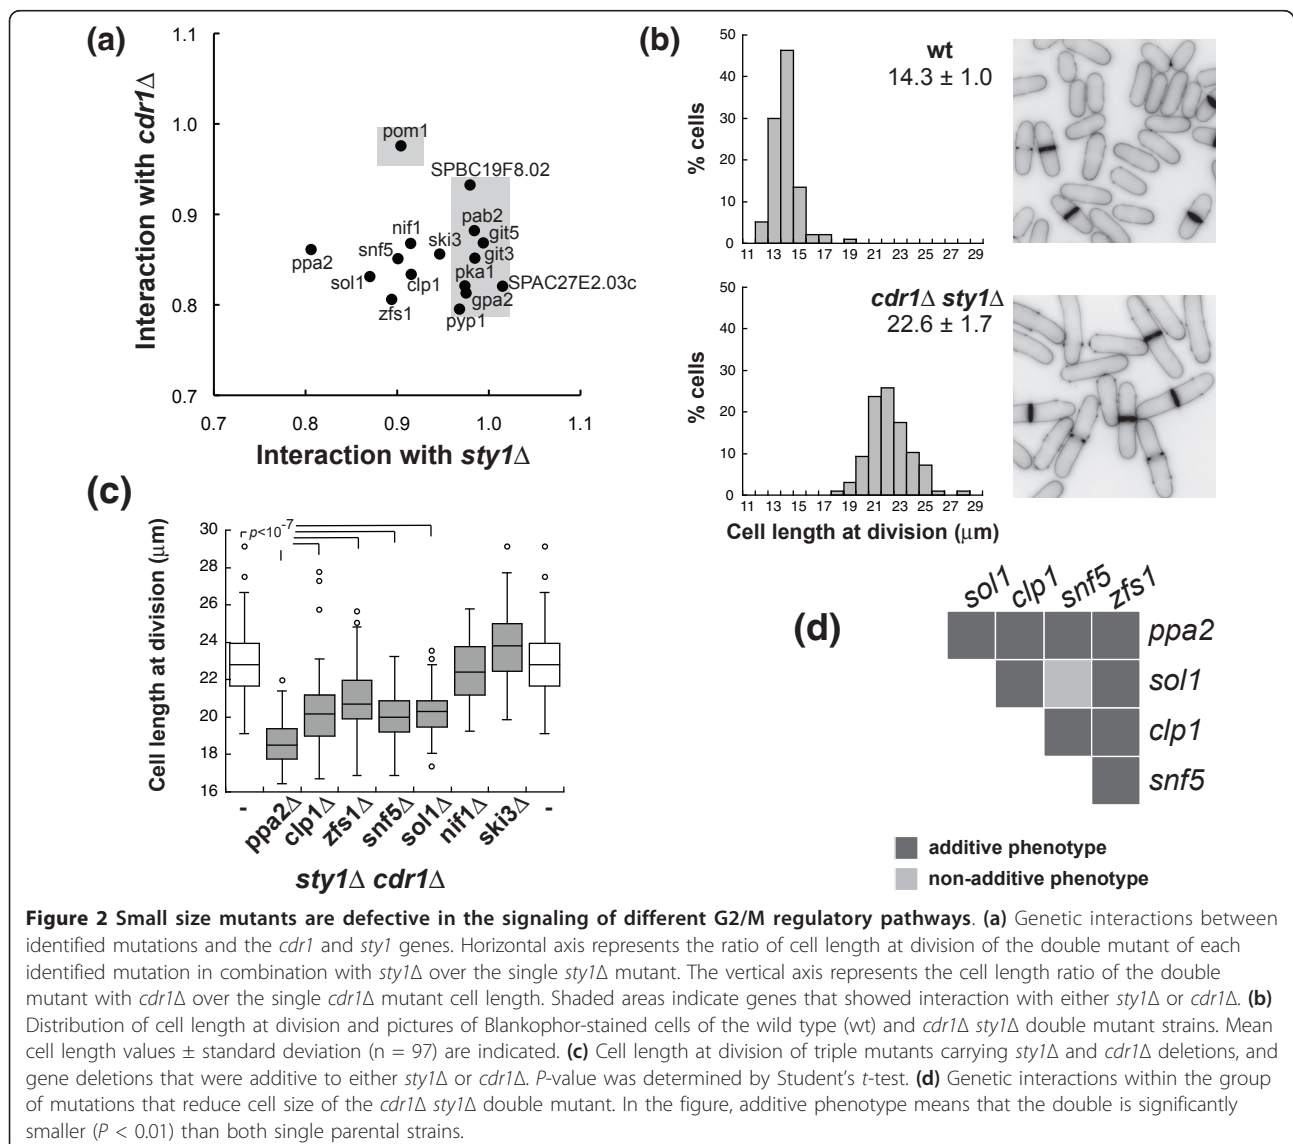 (a)
1.1
1.0
0.9
0.8
0.7
Interaction with cdr1Δ
pom1
SPBC19F8.02
pab2
git5
nif1
ski3
git3
snf5
ppa2
sol1
clp1
pka1
SPAC27E2.03c
zfs1
gpa2
pyp1
0.7 0.8 0.9 1.0 1.1
Interaction with sty1Δ
(b)
50
40
30
20
10
0
% cells
wt
14.3 ± 1.0
11 13 15 17 19 21 23 25 27 29
50
40
30
20
10
0
% cells
cdr1Δ sty1Δ
22.6 ± 1.7
11 13 15 17 19 21 23 25 27 29
Cell length at division (μm)
(c)
Cell length at division (μm)
30
28
26
24
22
20
18
16
p<10-7
- ppa2Δ clp1Δ zfs1Δ snf5Δ sol1Δ nif1Δ ski3Δ -
sty1Δ cdr1Δ
(d)
sol1 clp1 snf5 zfs1
ppa2
sol1
clp1
snf5
additive phenotype
non-additive phenotype
Figure 2 Small size mutants are defective in the signaling of different G2/M regulatory pathways. (a) Genetic interactions between
identified mutations and the cdr1 and sty1 genes. Horizontal axis represents the ratio of cell length at division of the double mutant of each
identified mutation in combination with sty1Δ over the single sty1Δ mutant. The vertical axis represents the cell length ratio of the double
mutant with cdr1Δ over the single cdr1Δ mutant cell length. Shaded areas indicate genes that showed interaction with either sty1Δ or cdr1Δ. (b)
Distribution of cell length at division and pictures of Blankophor-stained cells of the wild type (wt) and cdr1Δ sty1Δ double mutant strains. Mean
cell length values ± standard deviation (n = 97) are indicated. (c) Cell length at division of triple mutants carrying sty1Δ and cdr1Δ deletions, and
gene deletions that were additive to either sty1Δ or cdr1Δ. P-value was determined by Student's t-test. (d) Genetic interactions within the group
of mutations that reduce cell size of the cdr1Δ sty1Δ double mutant. In the figure, additive phenotype means that the double is significantly
smaller (P < 0.01) than both single parental strains.